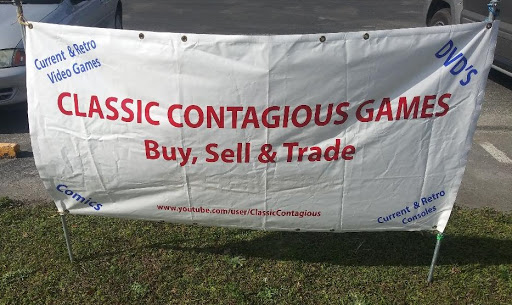 Current & Retro
Video Games
DVD'S
CLASSIC CONTAGIOUS GAMES
Buy, Sell & Trade
Comics
www.youtube.com/user/ClassicContagious
Current & Retro
Consoles